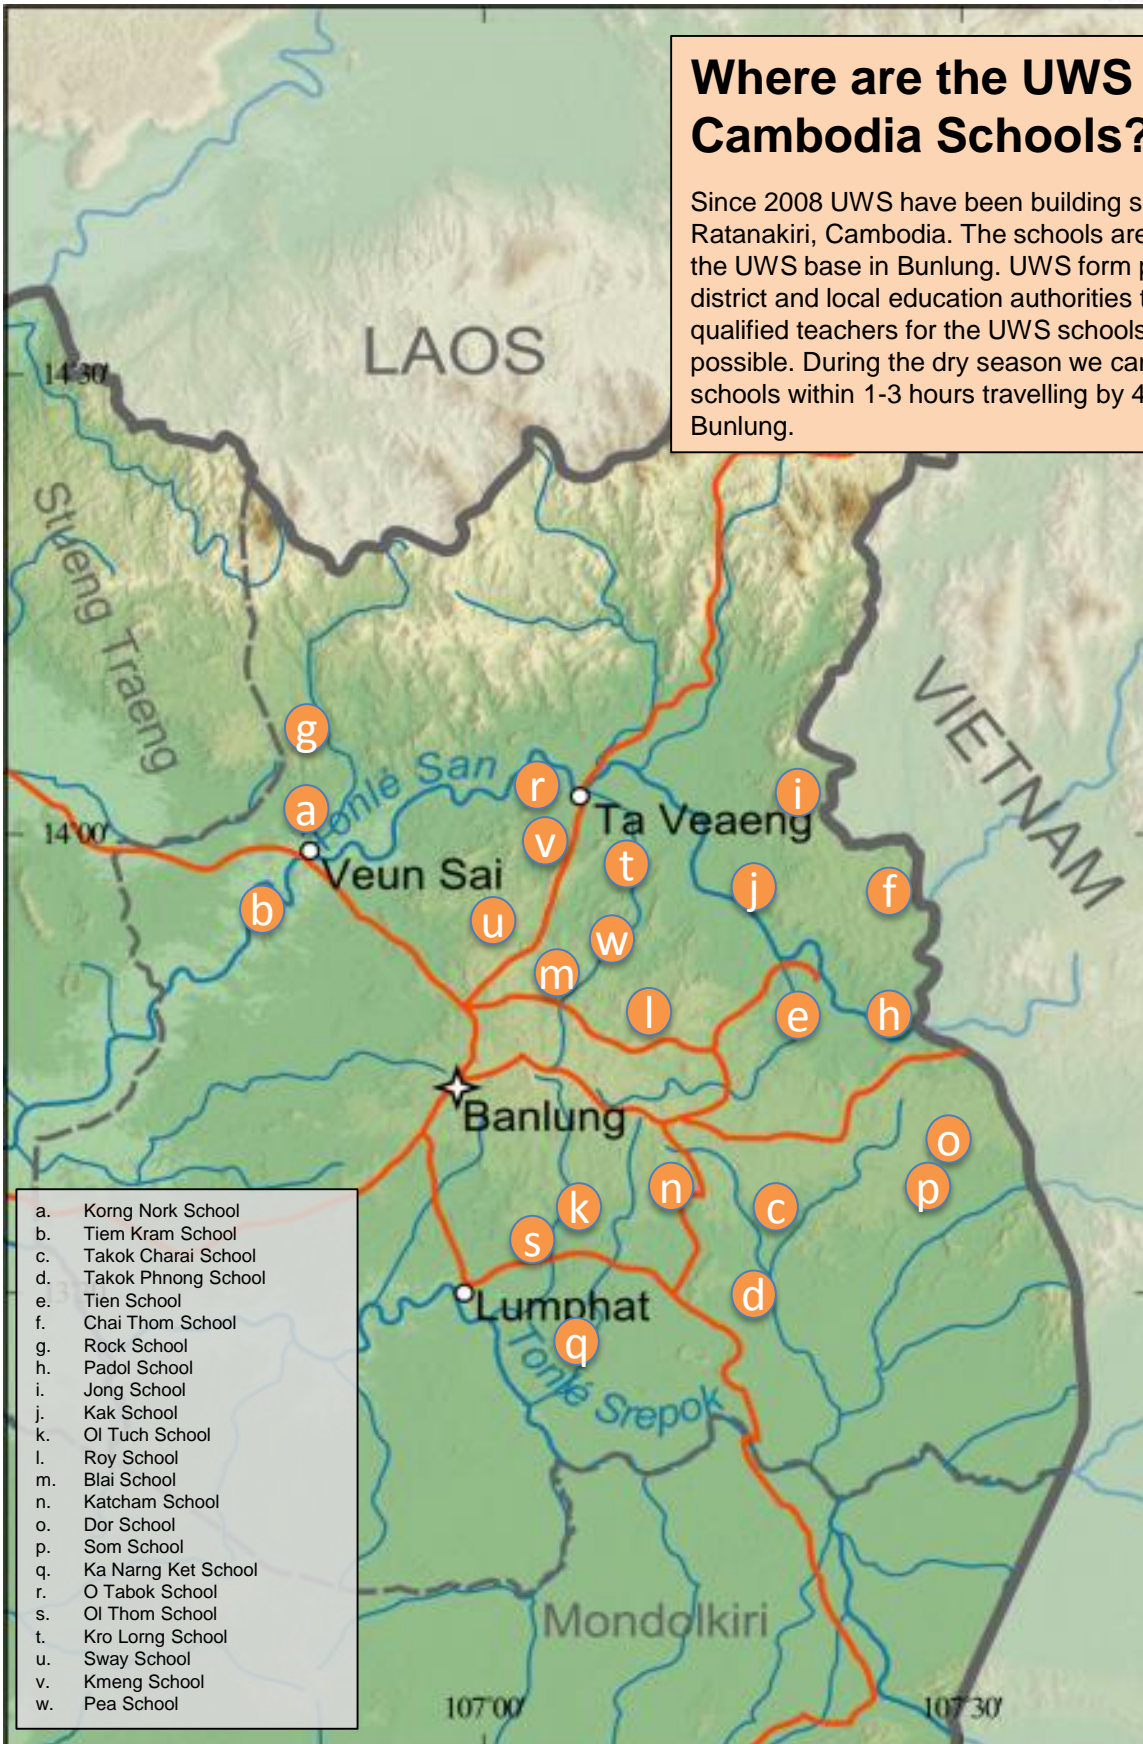 Where are the UWS
Cambodia Schools?
Since 2008 UWS have been building s
Ratanakiri, Cambodia. The schools are
the UWS base in Bunlung. UWS form p
district and local education authorities t
qualified teachers for the UWS schools
possible. During the dry season we car
schools within 1-3 hours travelling by 4
Bunlung.
LAOS
14°30'
Stueng Traeng
VIETNAM
g
Tonlé San
r
i
a
Ta Veaeng
14°00'
v
t
Veun Sai
j
f
b
u
w
m
l
e
h
Banlung
o
n
p
k
c
s
d
Lumphat
q
Tonlé Srepok
Mondolkiri
107°00'
107°30'
a. Korng Nork School
b. Tiem Kram School
c. Takok Charai School
d. Takok Phnong School
e. Tien School
f. Chai Thom School
g. Rock School
h. Padol School
i. Jong School
j. Kak School
k. Ol Tuch School
l. Roy School
m. Blai School
n. Katcham School
o. Dor School
p. Som School
q. Ka Narng Ket School
r. O Tabok School
s. Ol Thom School
t. Kro Lorng School
u. Sway School
v. Kmeng School
w. Pea School